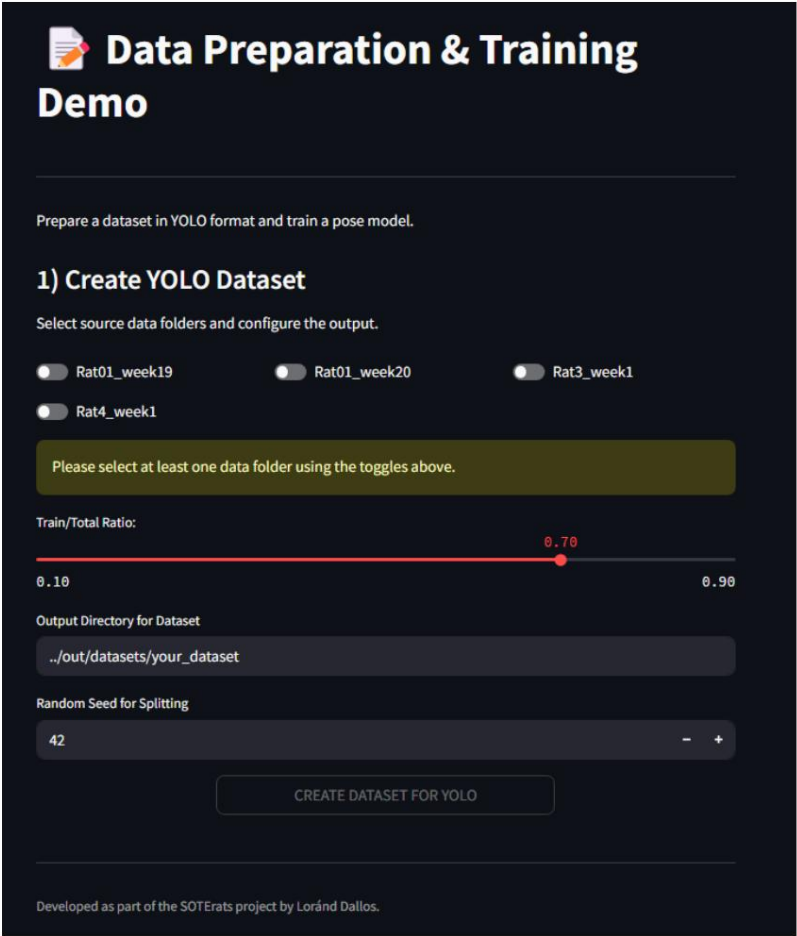 Data Preparation & Training
Demo
Prepare a dataset in YOLO format and train a pose model.
1) Create YOLO Dataset
Select source data folders and configure the output.
Rat01_week19 Rat01_week20 Rat3_week1
Rat4_week1
Please select at least one data folder using the toggles above.
Train/Total Ratio:
0.70
0.10 0.90
Output Directory for Dataset
../out/datasets/your_dataset
Random Seed for Splitting
42 - +
CREATE DATASET FOR YOLO
Developed as part of the SOTErats project by Loránd Dallos.